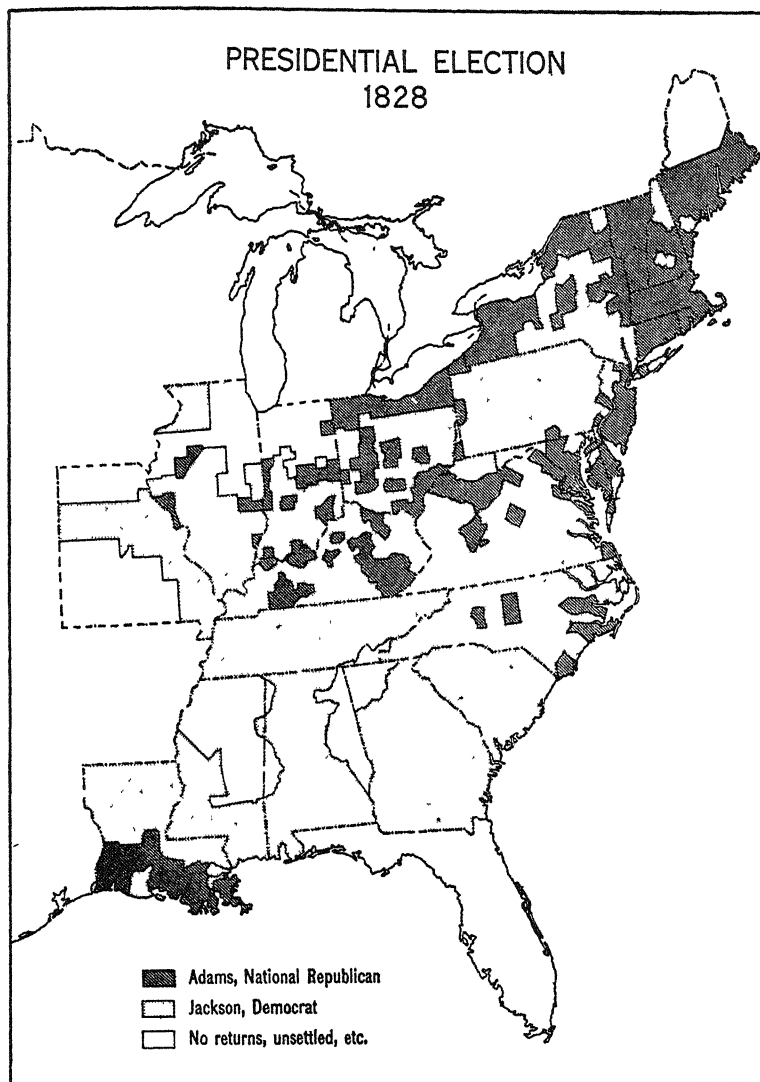 PRESIDENTIAL ELECTION
1828
Adams, National Republican
Jackson, Democrat
No returns, unsettled, etc.